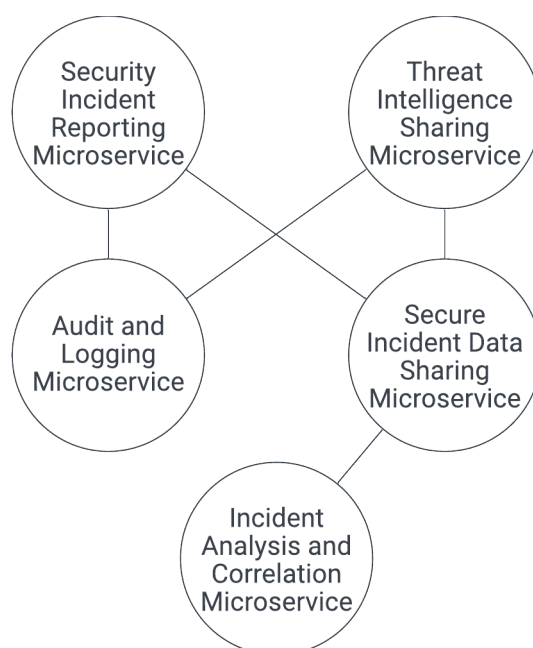 Security
Incident
Reporting
Microservice
Threat
Intelligence
Sharing
Microservice
Audit and
Logging
Microservice
Secure
Incident Data
Sharing
Microservice
Incident
Analysis and
Correlation
Microservice